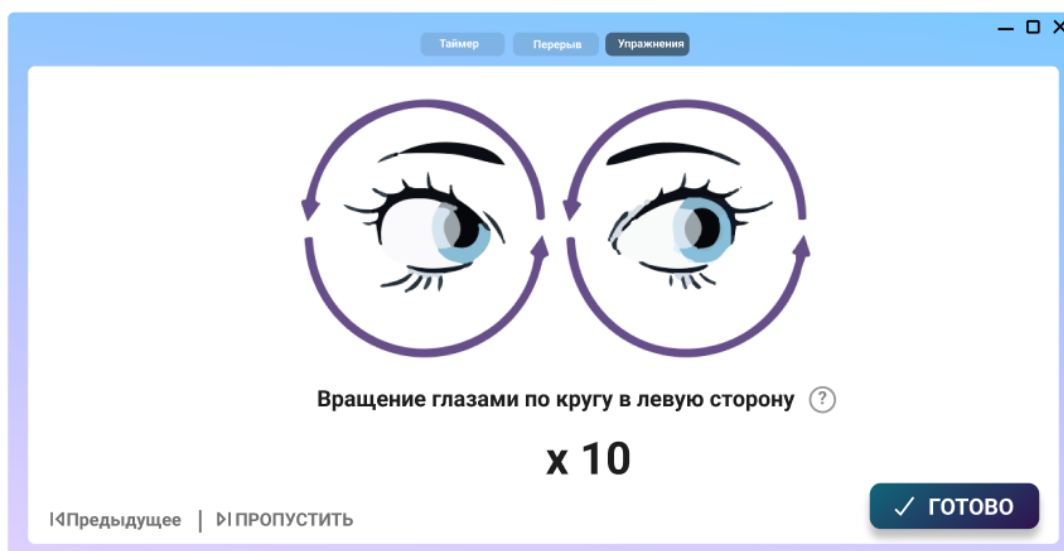 Таймер Перерыв Упражнения
Вращение глазами по кругу в левую сторону ?
x 10
Предыдущее | ПРОПУСТИТЬ
ГОТОВО